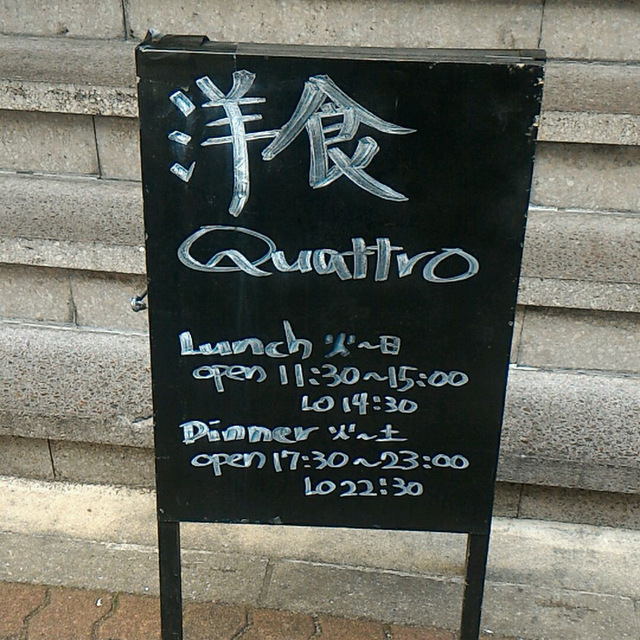 洋食
Quattro
Lunch 火～日
open 11:30～15:00
LO 14:30
Dinner 火～土
open 17:30～23:00
LO 22:30